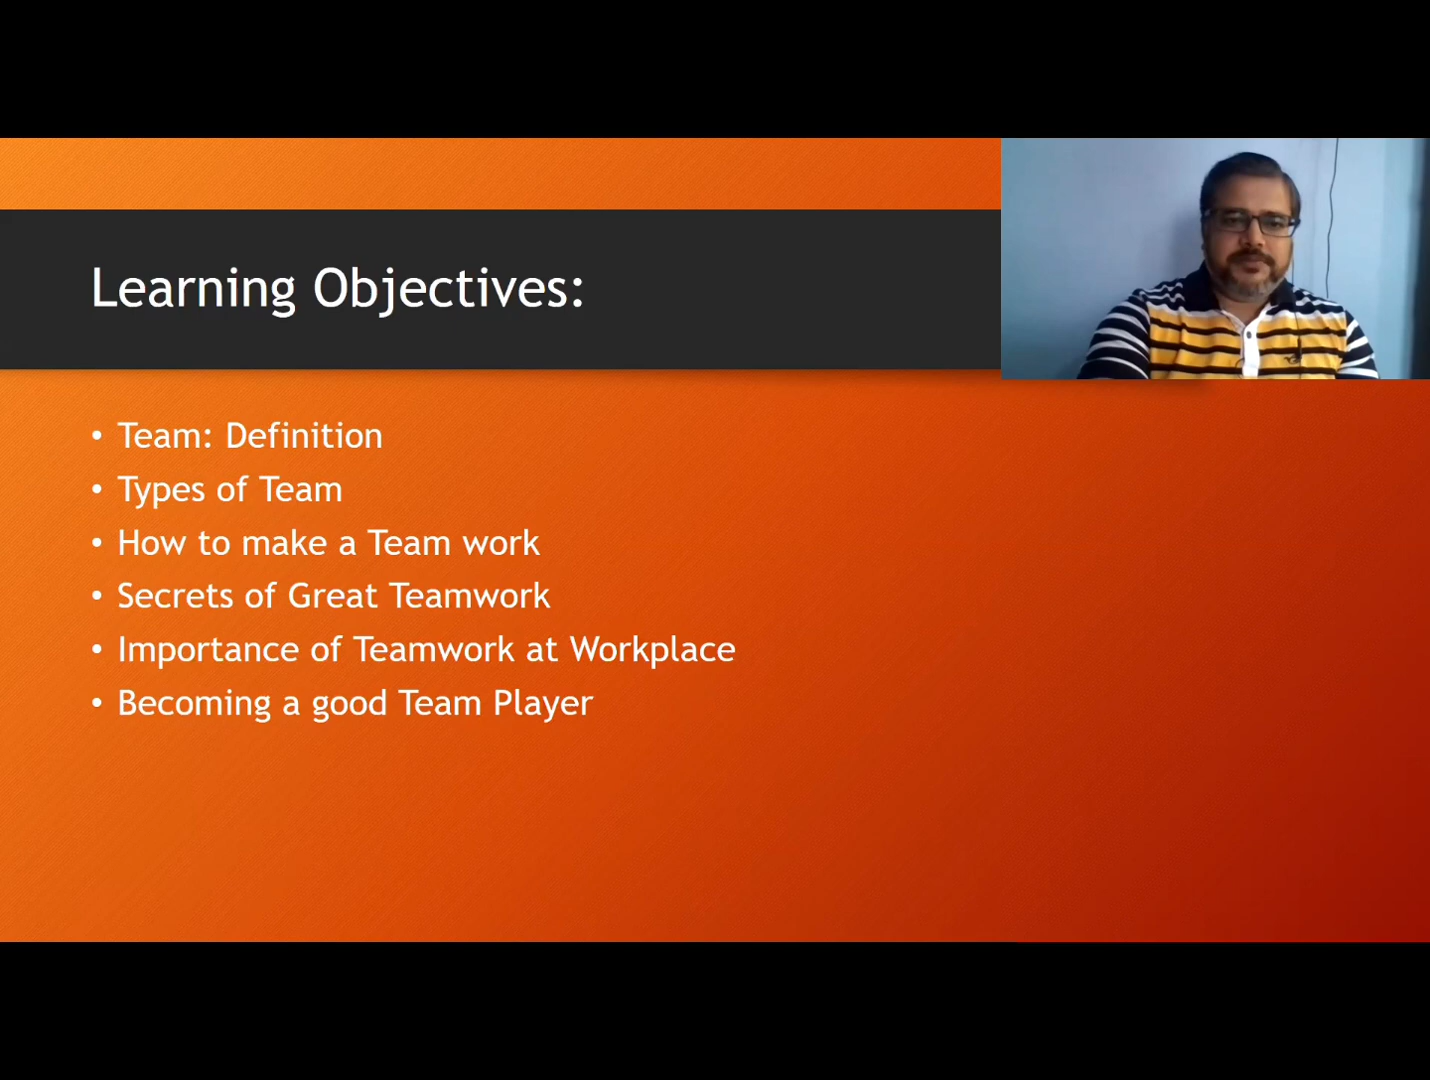 Learning Objectives:
• Team: Definition
• Types of Team
• How to make a Team work
• Secrets of Great Teamwork
• Importance of Teamwork at Workplace
• Becoming a good Team Player